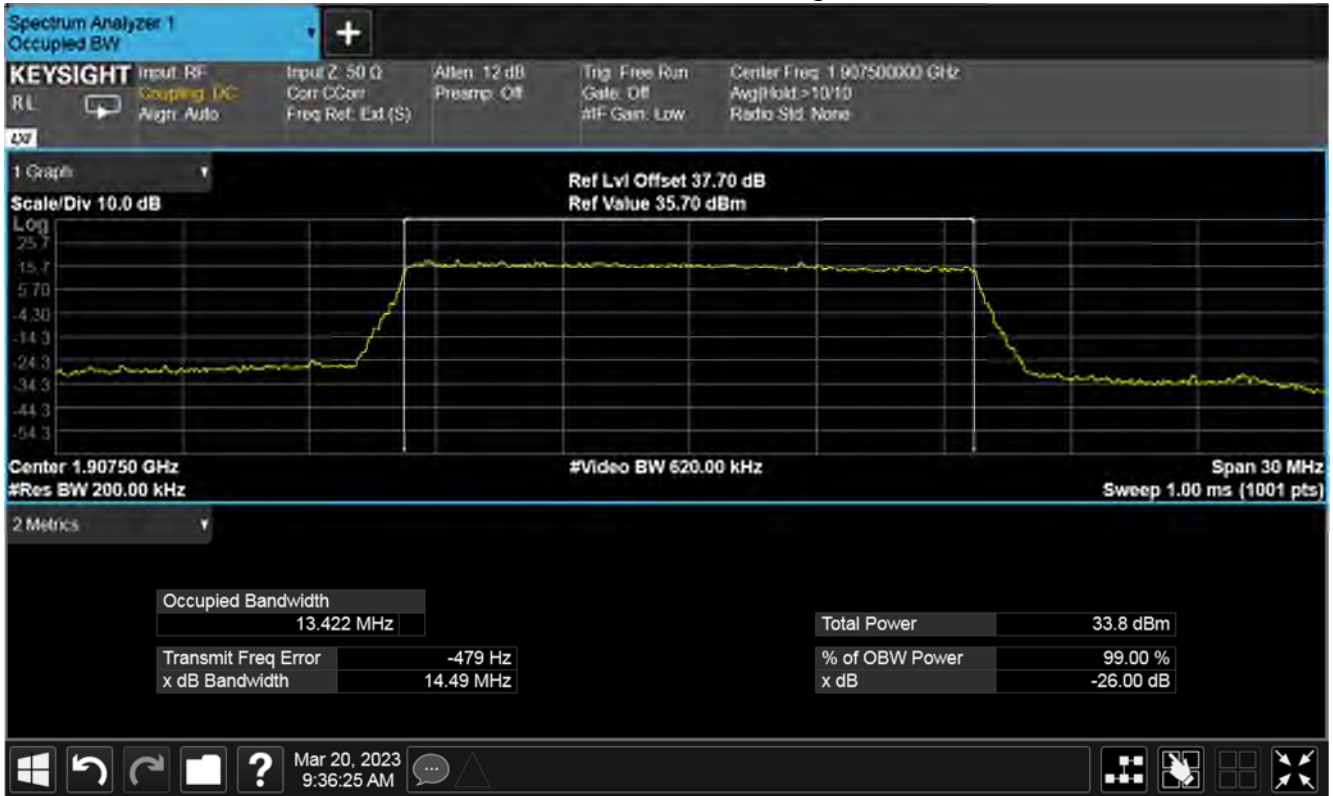 Spectrum Analyzer 1
Occupied BW
+
KEYSIGHT
RL
LXI
Input: RF
Coupling: DC
Align: Auto
Input Z: 50 Ω
Corr CCorr
Freq Ref: Ext (S)
Atten: 12 dB
Preamp: Off
Trig: Free Run
Gate: Off
#IF Gain: Low
Center Freq: 1.907500000 GHz
Avg|Hold:>10/10
Radio Std: None
1 Graph
Scale/Div 10.0 dB
Ref Lvl Offset 37.70 dB
Ref Value 35.70 dBm
Log
25.7
15.7
5.70
-4.30
-14.3
-24.3
-34.3
-44.3
-54.3
Center 1.90750 GHz
#Video BW 620.00 kHz
Span 30 MHz
#Res BW 200.00 kHz
Sweep 1.00 ms (1001 pts)
2 Metrics
Occupied Bandwidth
13.422 MHz
Total Power 33.8 dBm
Transmit Freq Error -479 Hz
% of OBW Power 99.00 %
x dB Bandwidth 14.49 MHz
x dB -26.00 dB
?
Mar 20, 2023
9:36:25 AM